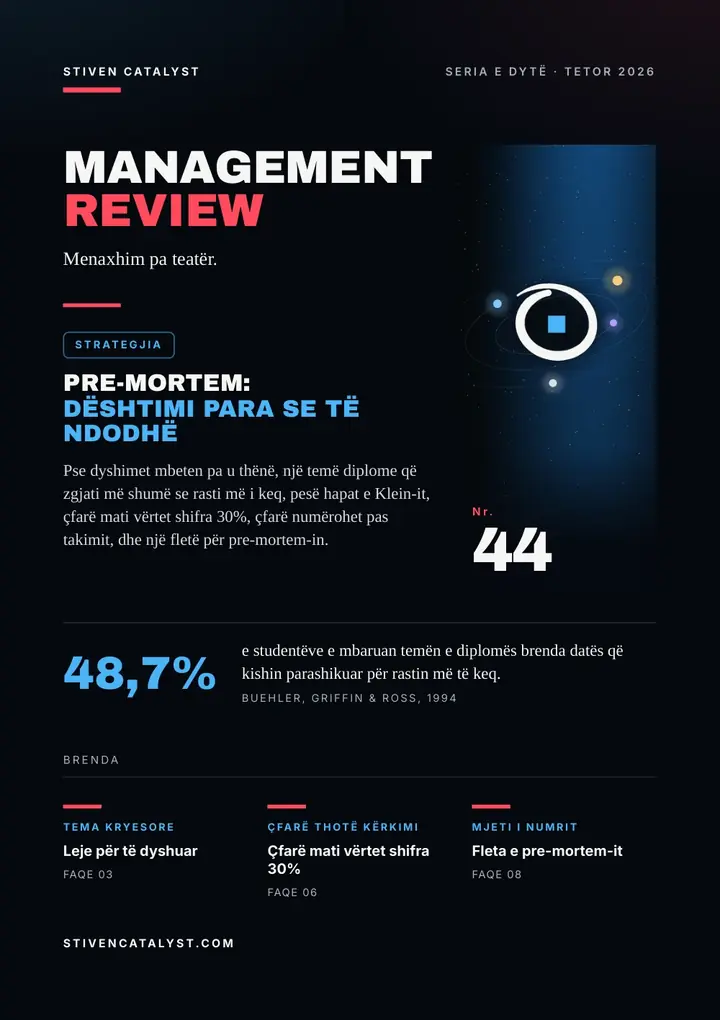 STIVEN CATALYST
SERIA E DYTË · TETOR 2026
MANAGEMENT
REVIEW
Menaxhim pa teatër.
STRATEGJIA
PRE-MORTEM:
DËSHTIMI PARA SE TË
NDODHË
Pse dyshimet mbeten pa u thënë, një temë diplome që
zgjati më shumë se rasti më i keq, pesë hapat e Klein-it,
çfarë mati vërtet shifra 30%, çfarë numërohet pas
takimit, dhe një fletë për pre-mortem-in.
Nr.
44
48,7%
e studentëve e mbaruan temën e diplomës brenda datës që
kishin parashikuar për rastin më të keq.
BUEHLER, GRIFFIN & ROSS, 1994
BRENDA
TEMA KRYESORE
Leje për të dyshuar
FAQE 03
ÇFARË THOTË KËRKIMI
Çfarë mati vërtet shifra
30%
FAQE 06
MJETI I NUMRIT
Fleta e pre-mortem-it
FAQE 08
STIVENCATALYST.COM